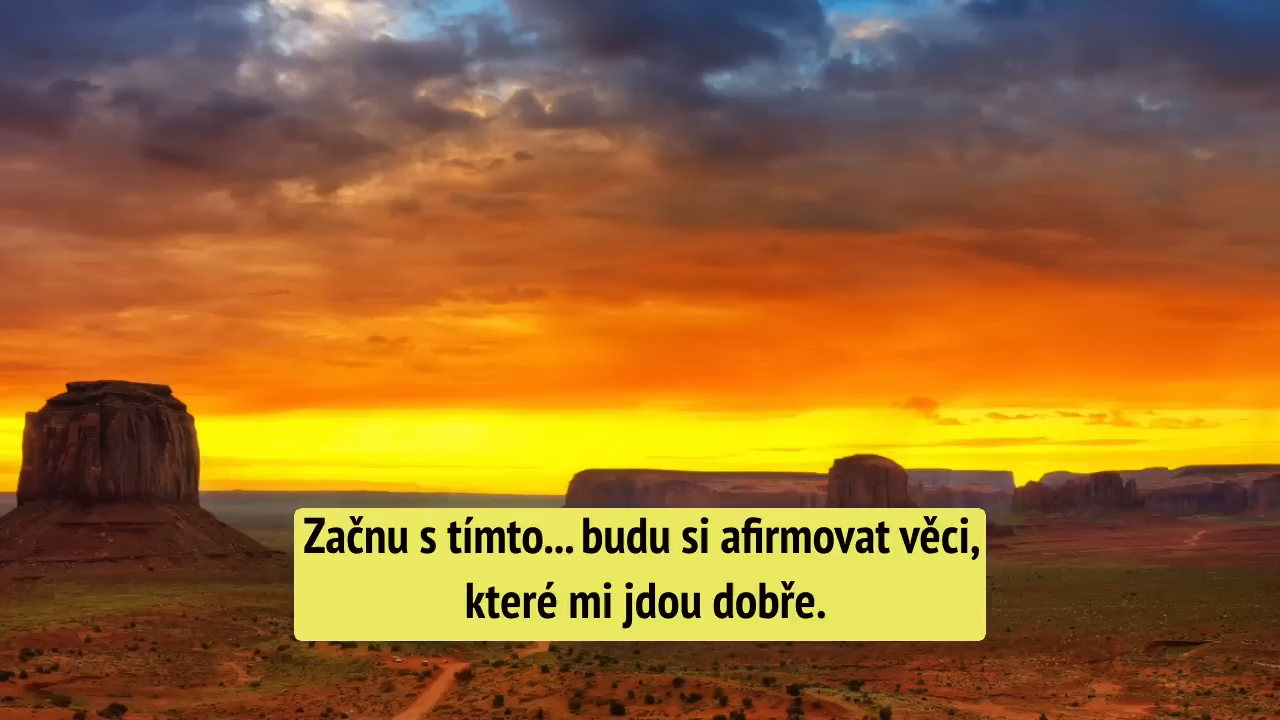 Začnu s tímto... budu si afirmovat věci,
které mi jdou dobře.